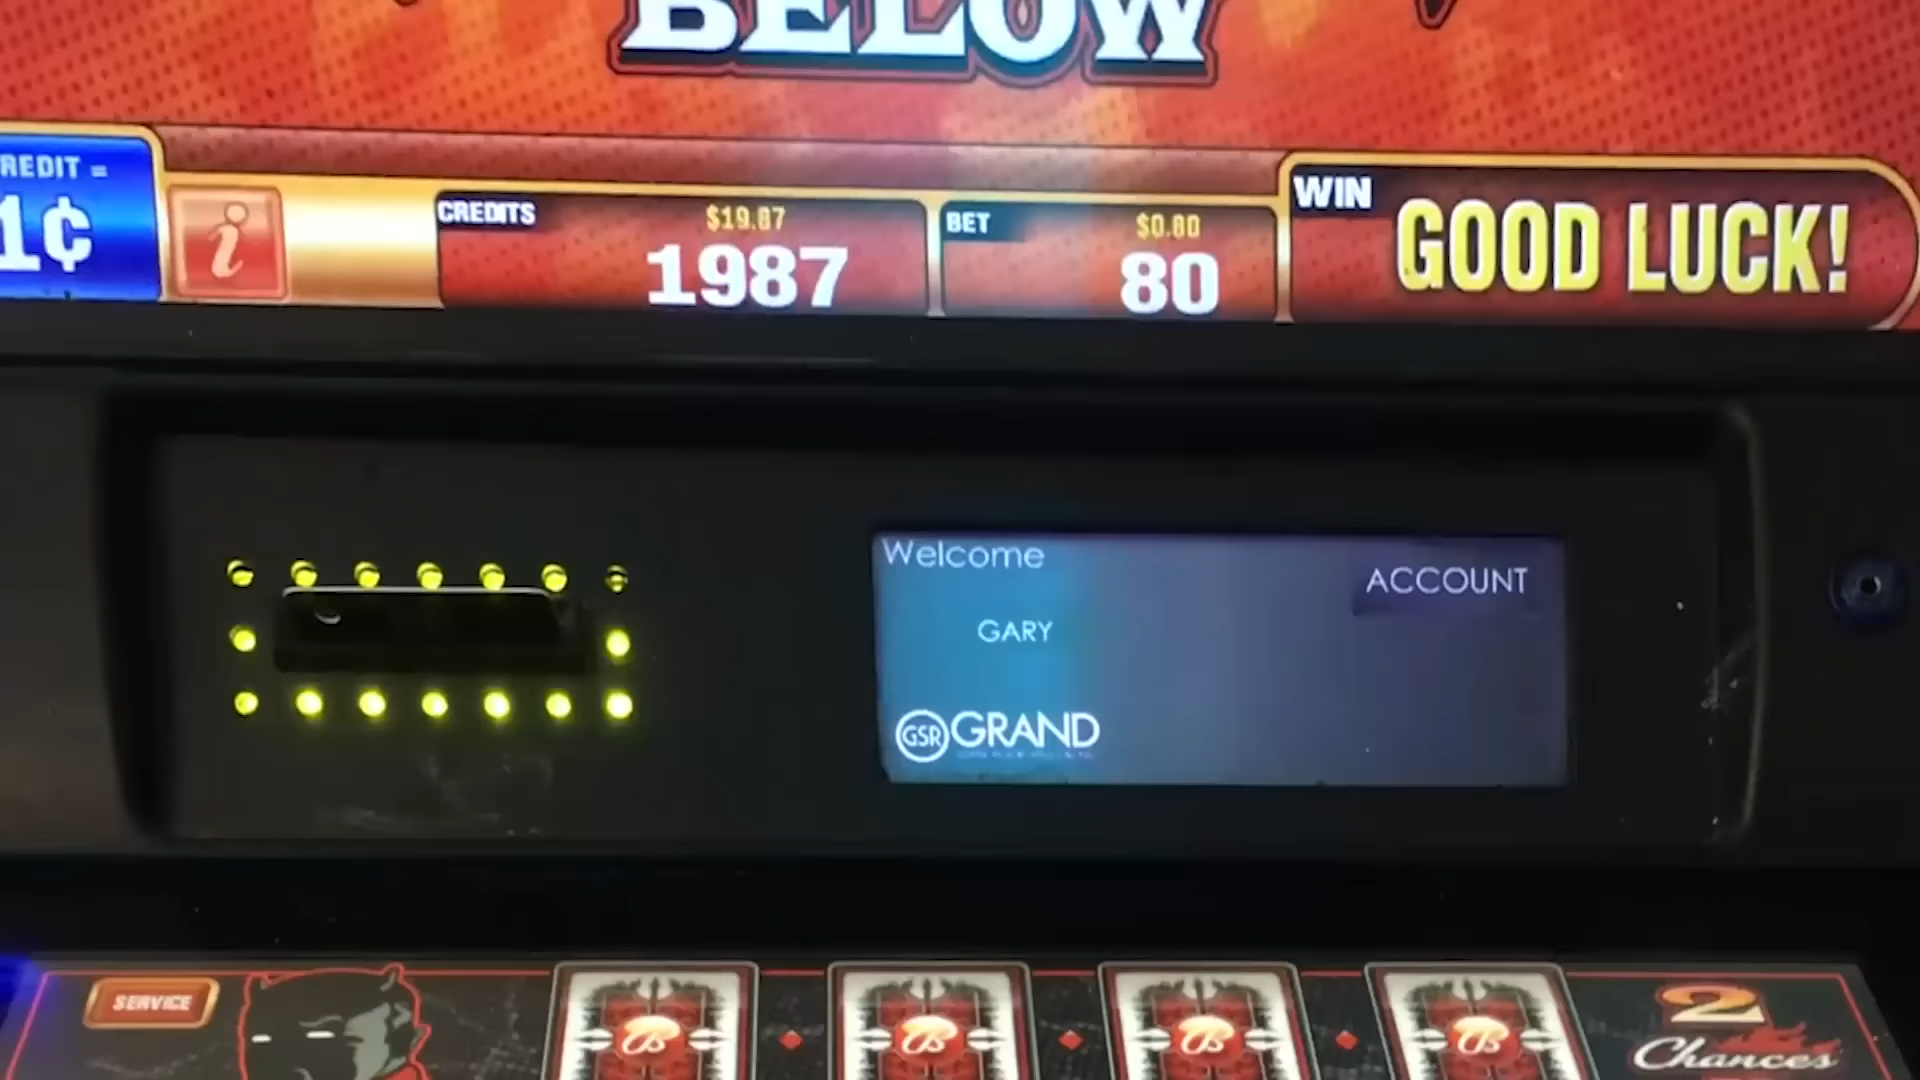 BELOW
REDIT =
1¢
i
CREDITS
$19.87
1987
BET
$0.80
80
WIN
GOOD LUCK!
Welcome
GARY
ACCOUNT
GSR GRAND
SERVICE
B B B B
2
Chances